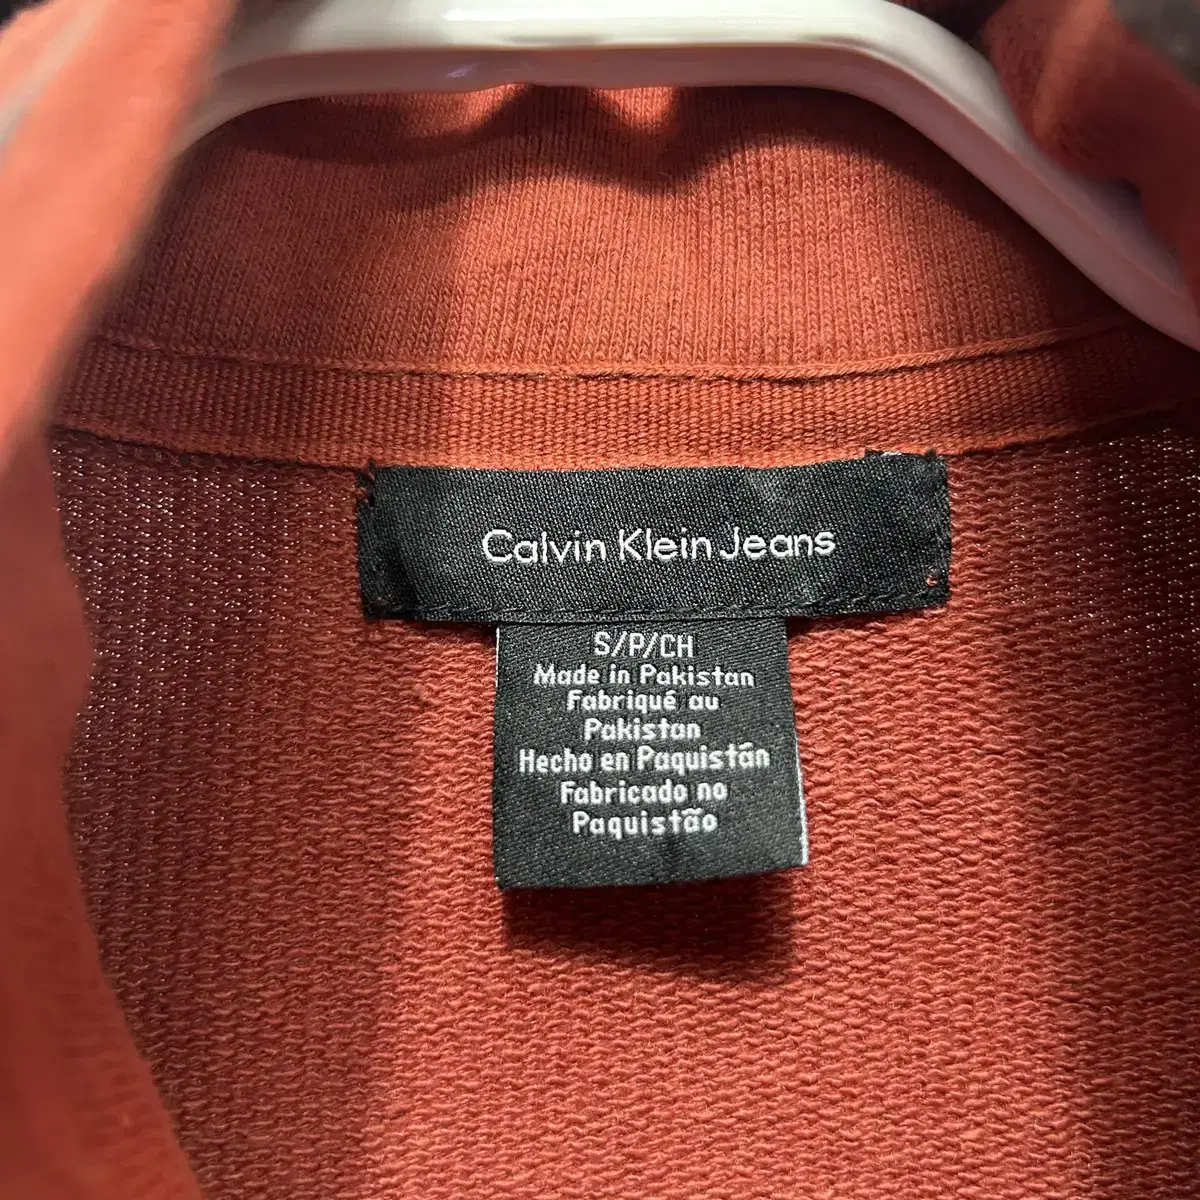 Calvin Klein Jeans
S/P/CH
Made in Pakistan
Fabriqué au
Pakistan
Hecho en Paquistán
Fabricado no
Paquistão